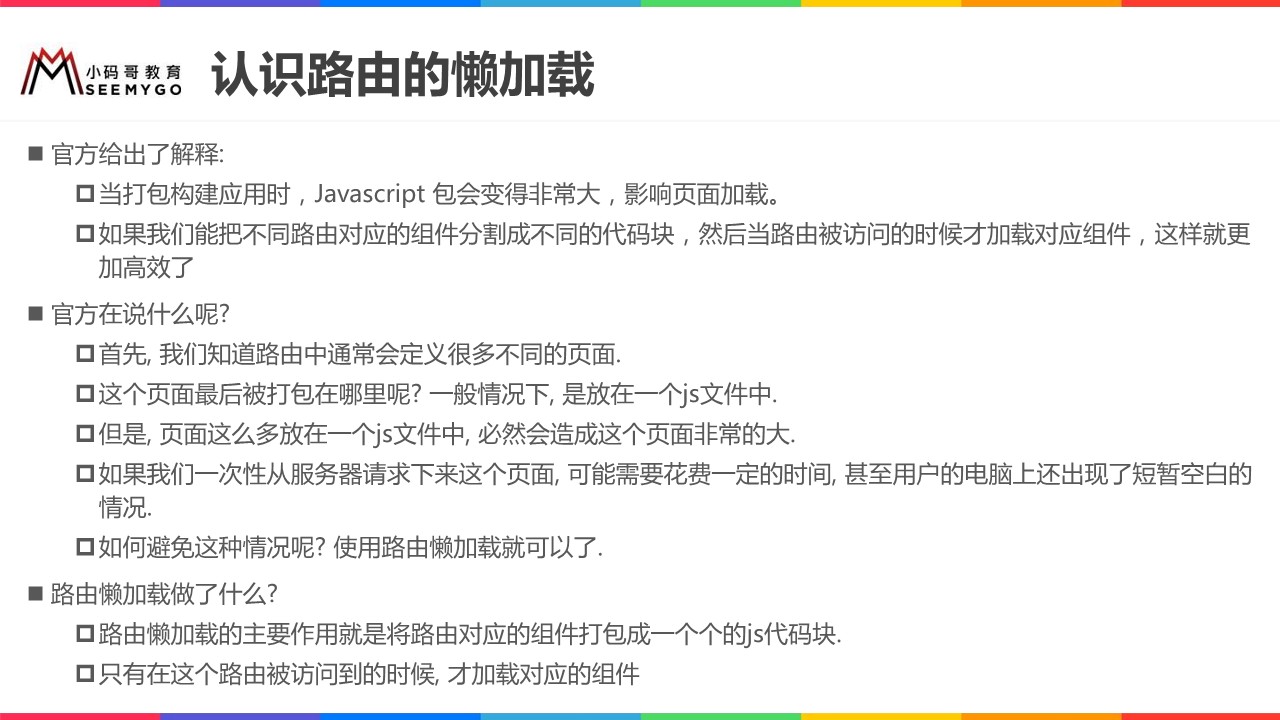 小码哥教育
SEEMYGO
认识路由的懒加载
官方给出了解释:
当打包构建应用时，Javascript 包会变得非常大，影响页面加载。
如果我们能把不同路由对应的组件分割成不同的代码块，然后当路由被访问的时候才加载对应组件，这样就更
加高效了
官方在说什么呢?
首先, 我们知道路由中通常会定义很多不同的页面.
这个页面最后被打包在哪里呢? 一般情况下, 是放在一个js文件中.
但是, 页面这么多放在一个js文件中, 必然会造成这个页面非常的大.
如果我们一次性从服务器请求下来这个页面, 可能需要花费一定的时间, 甚至用户的电脑上还出现了短暂空白的
情况.
如何避免这种情况呢? 使用路由懒加载就可以了.
路由懒加载做了什么?
路由懒加载的主要作用就是将路由对应的组件打包成一个个的js代码块.
只有在这个路由被访问到的时候, 才加载对应的组件